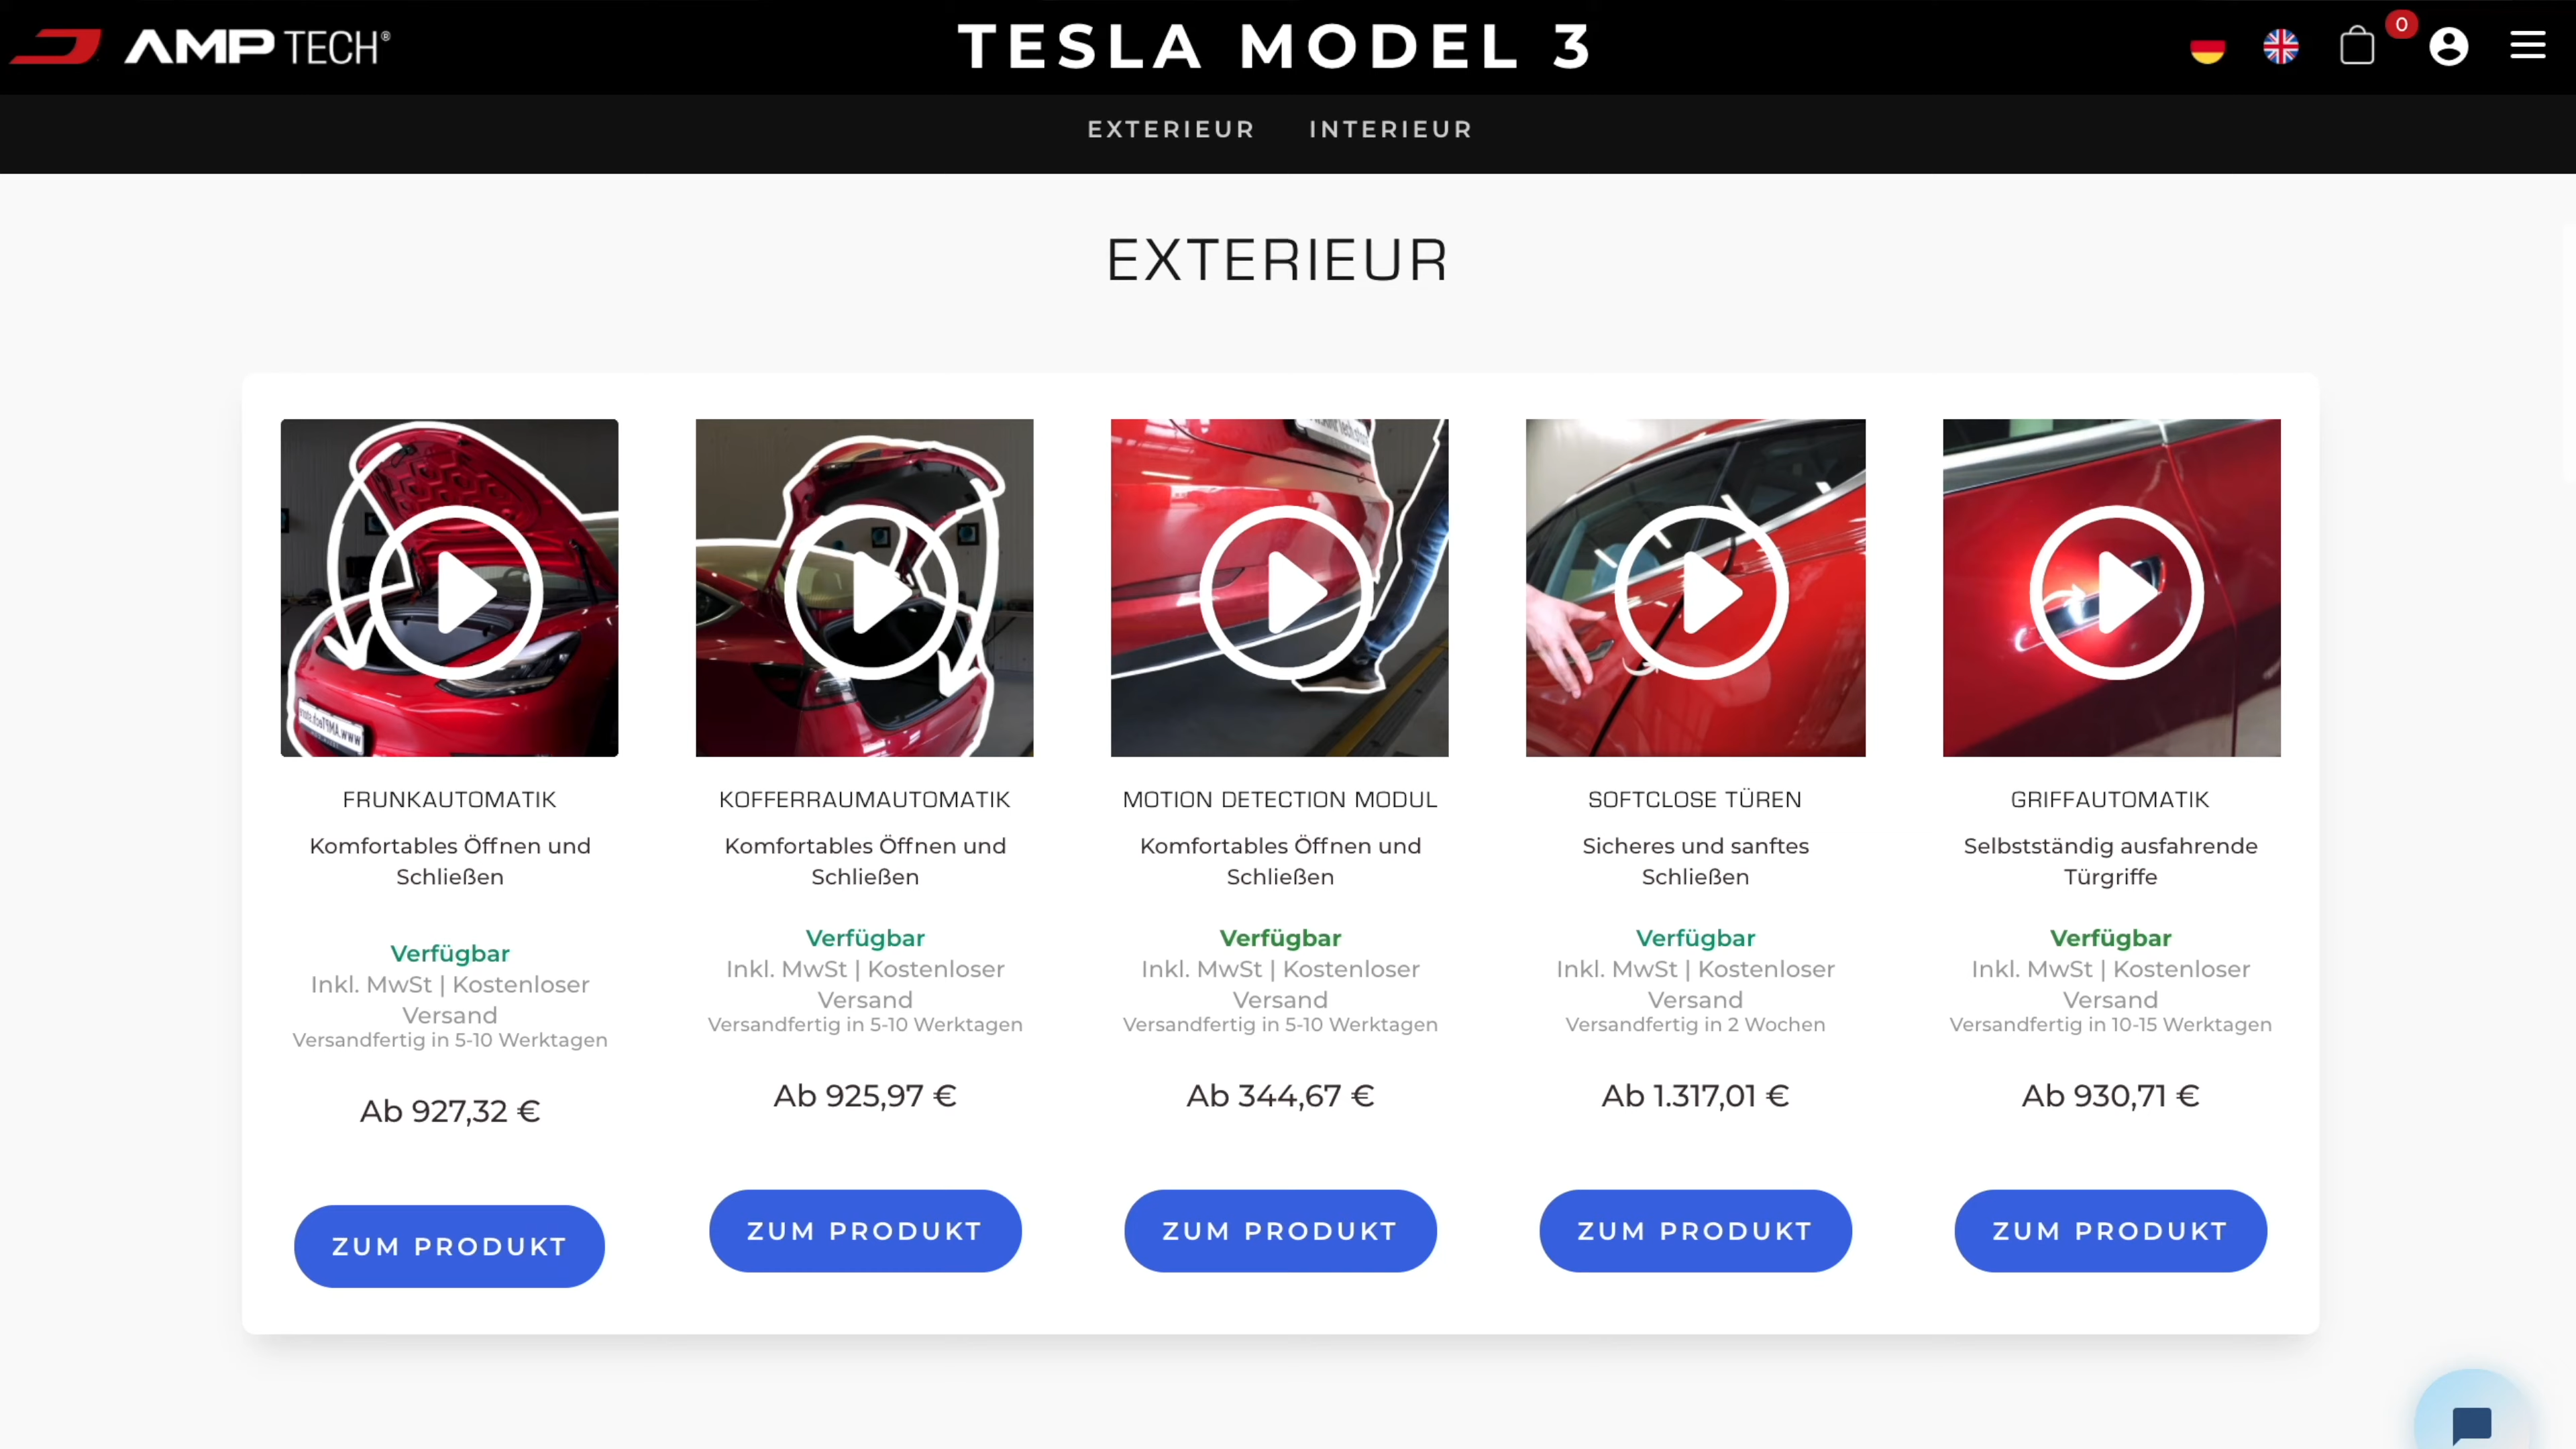 AMP TECH®
TESLA MODEL 3
0
EXTERIEUR INTERIEUR
EXTERIEUR
FRUNKAUTOMATIK
Komfortables Öffnen und
Schließen
Verfügbar
Inkl. MwSt | Kostenloser
Versand
Versandfertig in 5-10 Werktagen
Ab 927,32 €
ZUM PRODUKT
KOFFERRAUMAUTOMATIK
Komfortables Öffnen und
Schließen
Verfügbar
Inkl. MwSt | Kostenloser
Versand
Versandfertig in 5-10 Werktagen
Ab 925,97 €
ZUM PRODUKT
MOTION DETECTION MODUL
Komfortables Öffnen und
Schließen
Verfügbar
Inkl. MwSt | Kostenloser
Versand
Versandfertig in 5-10 Werktagen
Ab 344,67 €
ZUM PRODUKT
SOFTCLOSE TÜREN
Sicheres und sanftes
Schließen
Verfügbar
Inkl. MwSt | Kostenloser
Versand
Versandfertig in 2 Wochen
Ab 1.317,01 €
ZUM PRODUKT
GRIFFAUTOMATIK
Selbstständig ausfahrende
Türgriffe
Verfügbar
Inkl. MwSt | Kostenloser
Versand
Versandfertig in 10-15 Werktagen
Ab 930,71 €
ZUM PRODUKT